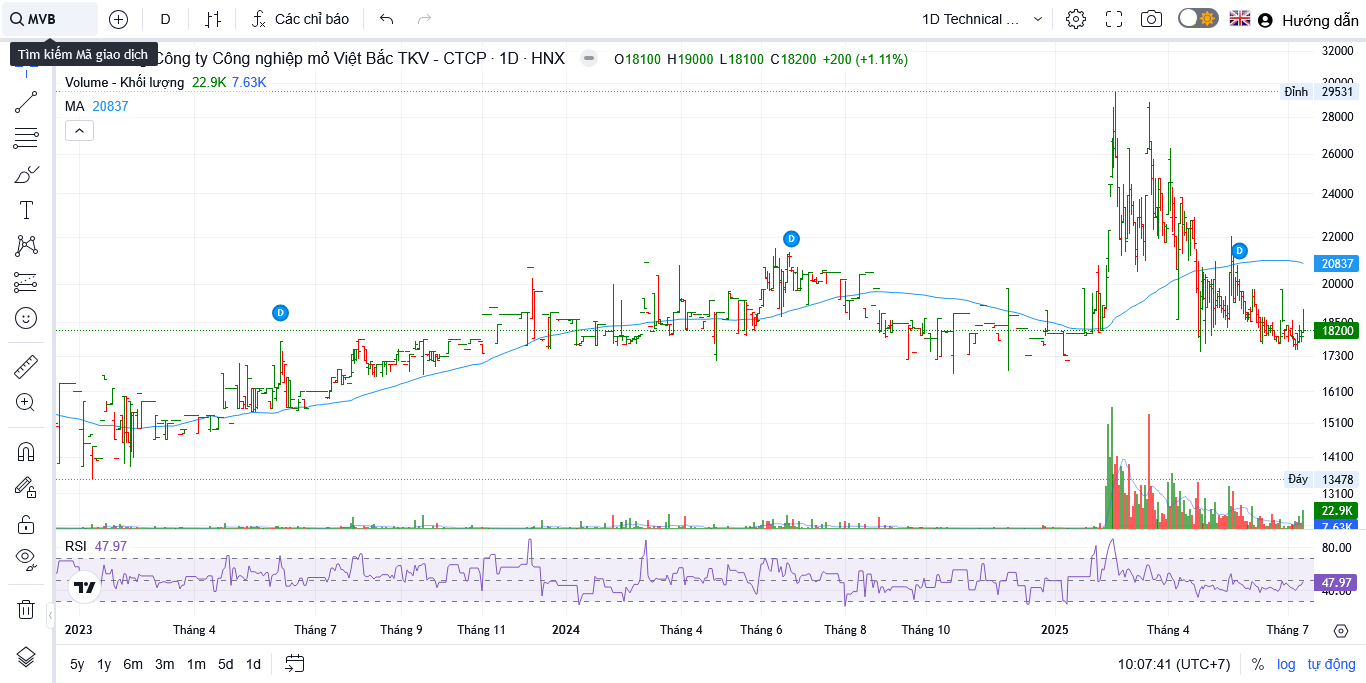 MVB D Các chỉ báo 1D Technical ... Hướng dẫn
Tìm kiếm Mã giao dịch
Công ty Công nghiệp mỏ Việt Bắc TKV - CTCP · 1D · HNX O18100 H19000 L18100 C18200 +200 (+1.11%)
Volume - Khối lượng 22.9K 7.63K
MA 20837
32000
30000
Đỉnh 29531
28000
26000
24000
22000
D
D
20837
20000
D
18500
18200
17300
16100
15100
14100
Đáy 13478
13100
22.9K
7.63K
RSI 47.97
80.00
47.97
40.00
2023 Tháng 4 Tháng 7 Tháng 9 Tháng 11 2024 Tháng 4 Tháng 6 Tháng 8 Tháng 10 2025 Tháng 4 Tháng 7
5y 1y 6m 3m 1m 5d 1d 10:07:41 (UTC+7) % log tự động